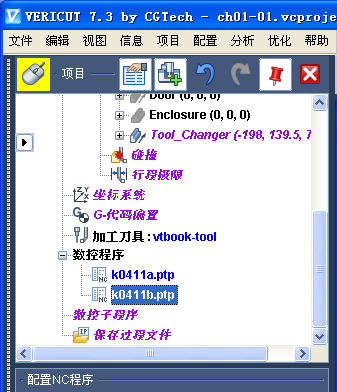 VERICUT 7.3 by CGTech - ch01-01.vcproje
文件 编辑 视图 信息 项目 配置 分析 优化 帮助
项目
Door (0, 0, 0)
Enclosure (0, 0, 0)
Tool_Changer (-198, 139.5, 7
碰撞
行程极限
坐标系统
G-代码偏置
加工刀具 : vtbook-tool
数控程序
NC k0411a.ptp
NC k0411b.ptp
数控子程序
IP 保存过程文件
配置NC程序